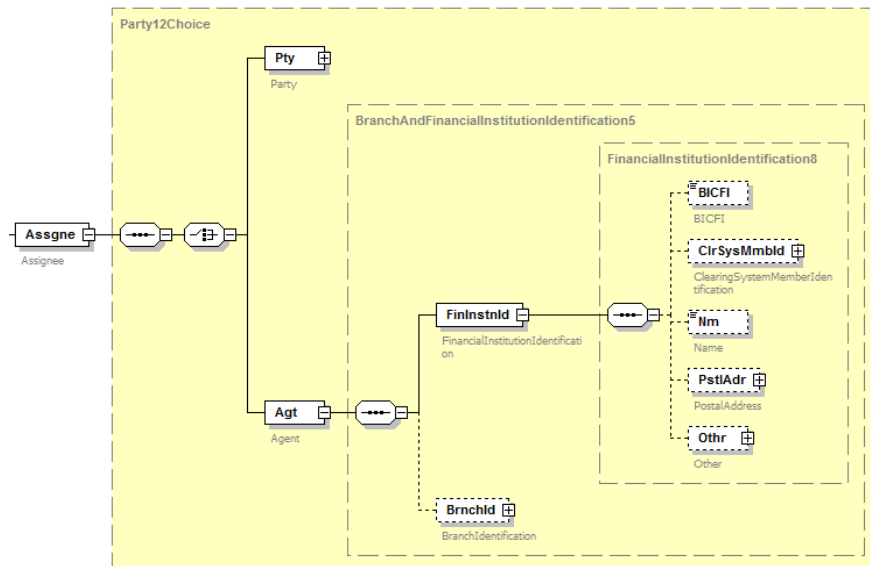 Party12Choice
Pty
Party
BranchAndFinancialInstitutionIdentification5
FinancialInstitutionIdentification8
BICFI
BICFI
Assgne
Assignee
ClrSysMmbId
ClearingSystemMemberIden
tification
FinInstnId
FinancialInstitutionIdentificati
on
Nm
Name
PstlAdr
PostalAddress
Agt
Agent
Othr
Other
BrnchId
BranchIdentification